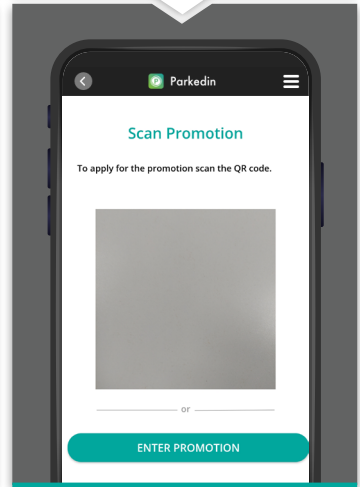 Parkedin
Scan Promotion
To apply for the promotion scan the QR code.
or
ENTER PROMOTION